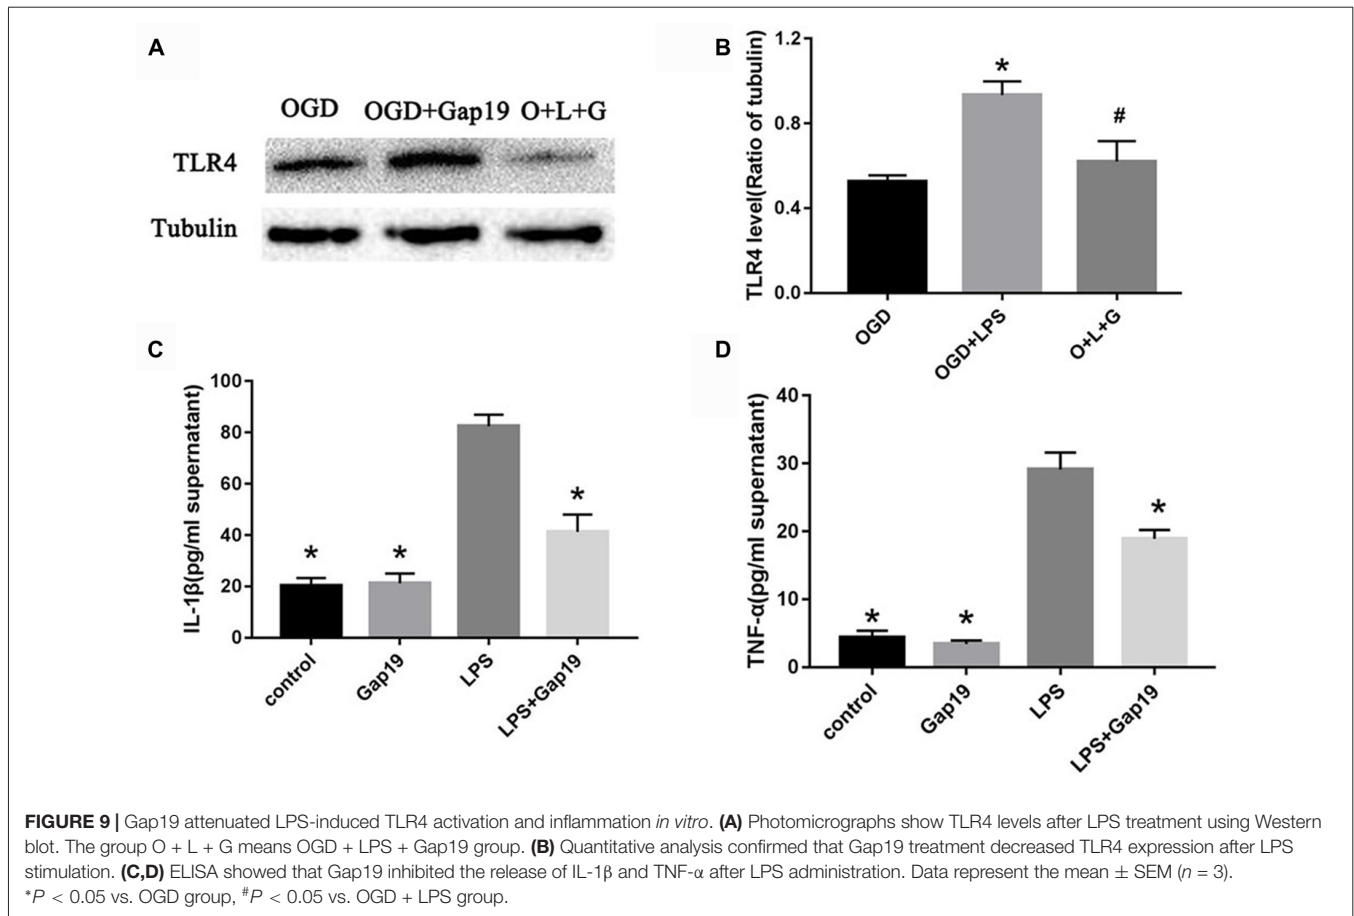 A
OGD OGD+Gap19 O+L+G
TLR4
Tubulin
B
TLR4 level(Ratio of tubulin)
1.2
0.8
0.4
0.0
*
#
OGD
OGD+LPS
O+L+G
C
IL-1β(pg/ml supernatant)
100
80
60
40
20
0
*
*
*
control
Gap19
LPS
LPS+Gap19
D
TNF-α(pg/ml supernatant)
40
30
20
10
0
*
*
*
control
Gap19
LPS
LPS+Gap19
FIGURE 9 | Gap19 attenuated LPS-induced TLR4 activation and inflammation in vitro. (A) Photomicrographs show TLR4 levels after LPS treatment using Western
blot. The group O + L + G means OGD + LPS + Gap19 group. (B) Quantitative analysis confirmed that Gap19 treatment decreased TLR4 expression after LPS
stimulation. (C,D) ELISA showed that Gap19 inhibited the release of IL-1β and TNF-α after LPS administration. Data represent the mean ± SEM (n = 3).
*P < 0.05 vs. OGD group, #P < 0.05 vs. OGD + LPS group.